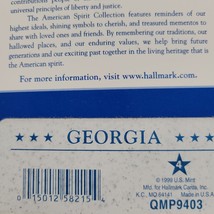 universal principles of liberty and justice.
The American Spirit Collection features reminders of
our highest ideals, shining symbols to cherish, and treasured mementos to
share with loved ones and friends. By remembering our traditions, our
hallowed places, and our enduring values, we help bring future
generations and our exciting past together in the living heritage that is
the American spirit.
For more information, visit www.hallmark.com.
GEORGIA
© 1999 U.S. Mint
Mfd. for Hallmark Cards, Inc.
K.C., MO 64141 Made in U.S.A.
0 15012 58215 4
QMP9403